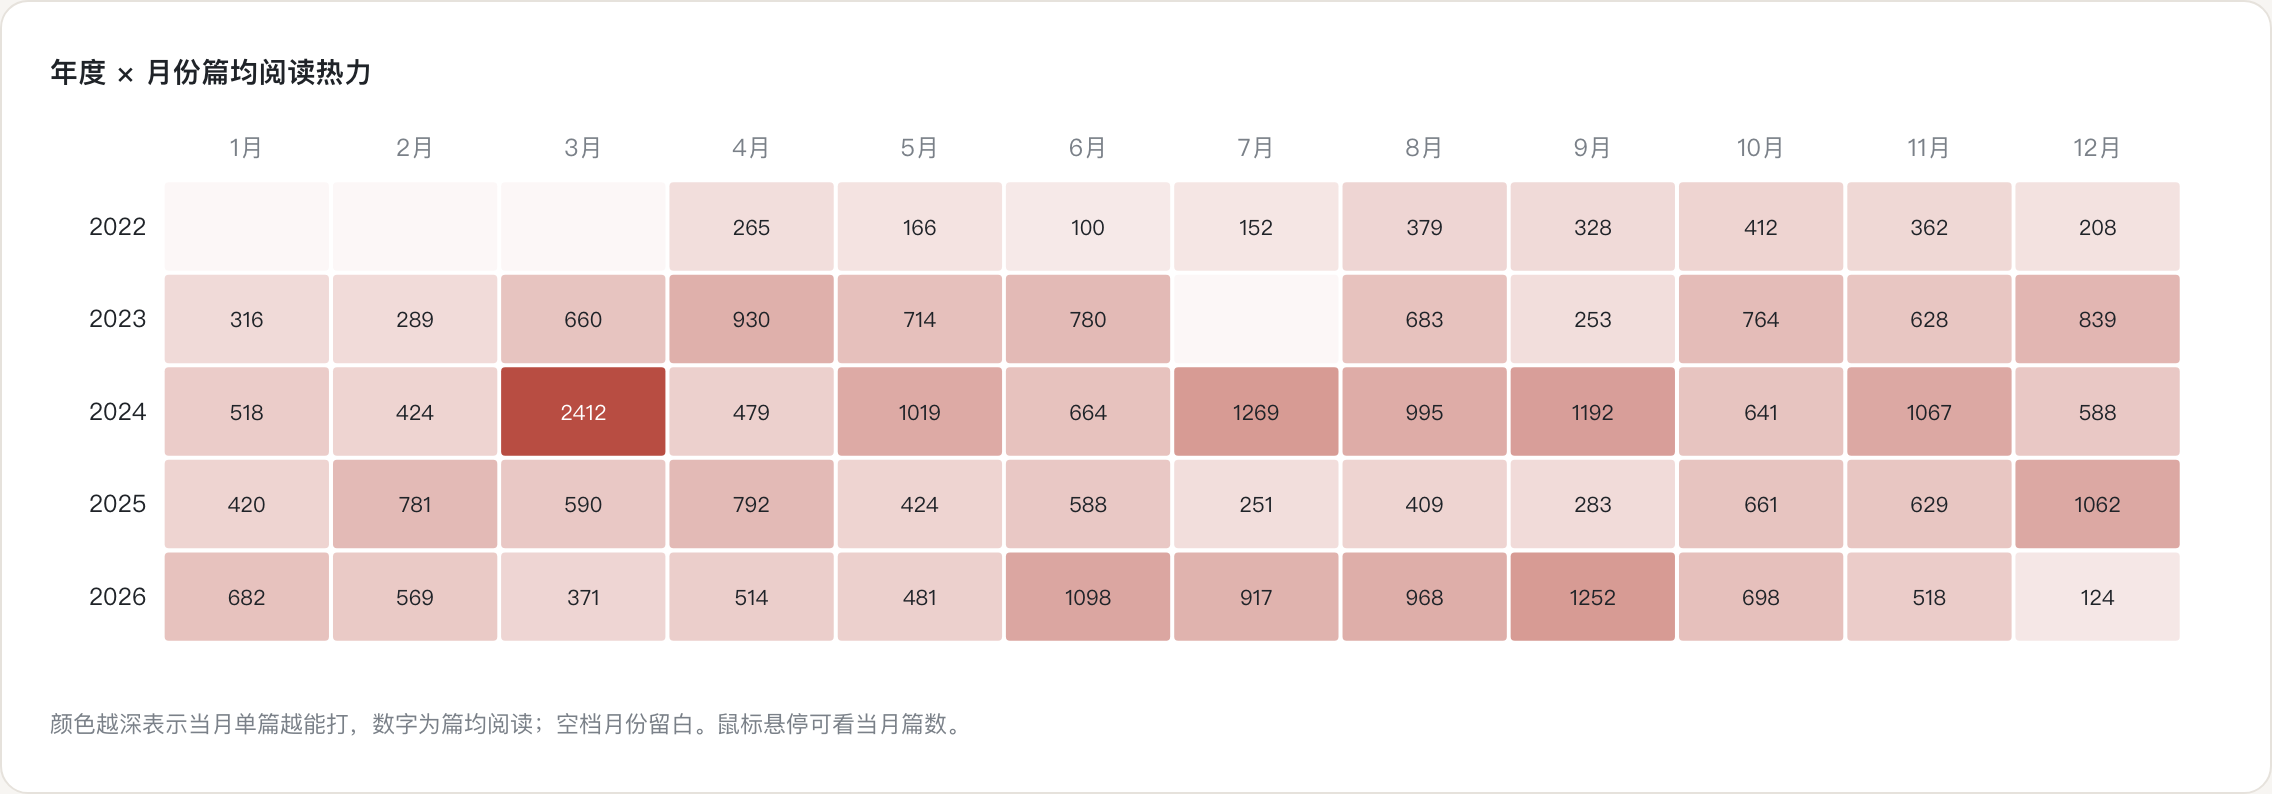 年度 × 月份篇均阅读热力
1月 2月 3月 4月 5月 6月 7月 8月 9月 10月 11月 12月
2022 265 166 100 152 379 328 412 362 208
2023 316 289 660 930 714 780 683 253 764 628 839
2024 518 424 2412 479 1019 664 1269 995 1192 641 1067 588
2025 420 781 590 792 424 588 251 409 283 661 629 1062
2026 682 569 371 514 481 1098 917 968 1252 698 518 124
颜色越深表示当月单篇越能打，数字为篇均阅读；空档月份留白。鼠标悬停可看当月篇数。